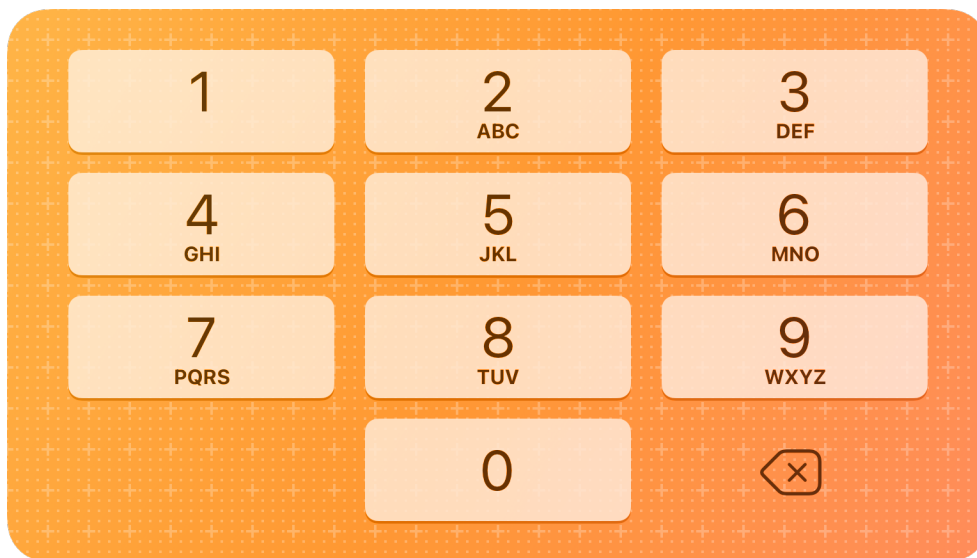 1 2 3
ABC DEF
4 5 6
GHI JKL MNO
7 8 9
PQRS TUV WXYZ
0